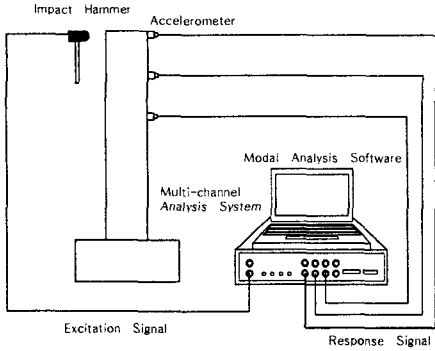 Impact Hammer
Accelerometer
Modal Analysis Software
Multi-channel
Analysis System
Excitation Signal
Response Signal